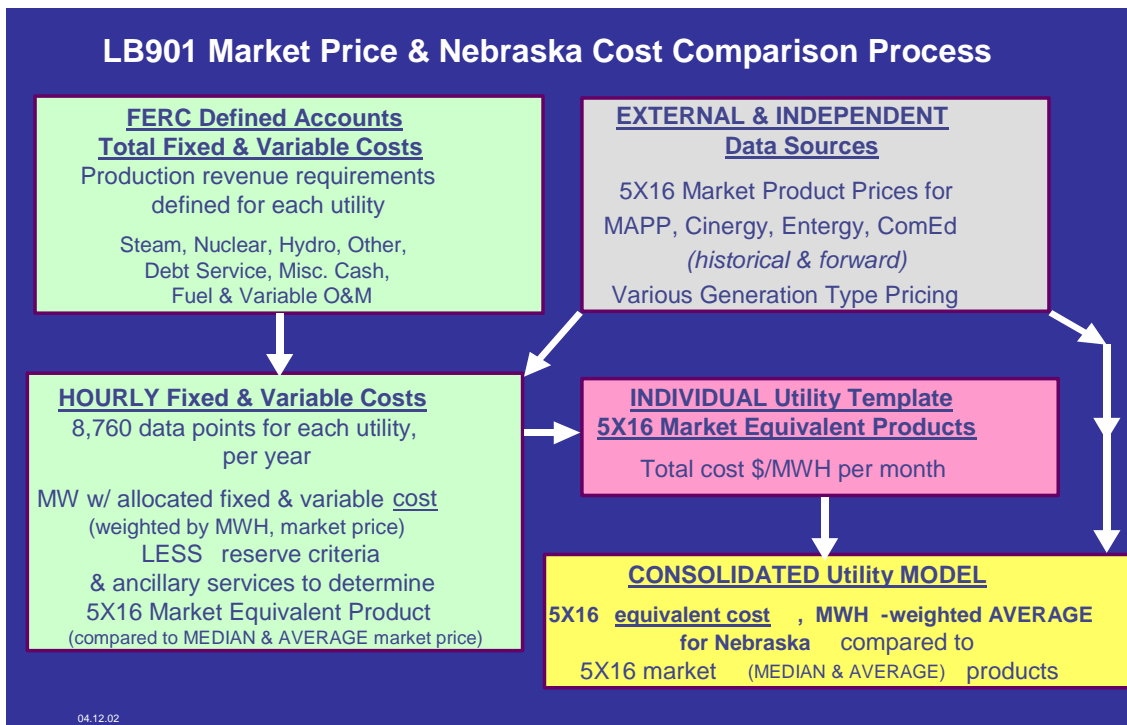 LB901 Market Price & Nebraska Cost Comparison Process
FERC Defined Accounts
Total Fixed & Variable Costs
Production revenue requirements
defined for each utility
Steam, Nuclear, Hydro, Other,
Debt Service, Misc. Cash,
Fuel & Variable O&M
EXTERNAL & INDEPENDENT
Data Sources
5X16 Market Product Prices for
MAPP, Cinergy, Entergy, ComEd
(historical & forward)
Various Generation Type Pricing
HOURLY Fixed & Variable Costs
8,760 data points for each utility,
per year
MW w/ allocated fixed & variable cost
(weighted by MWH, market price)
LESS reserve criteria
& ancillary services to determine
5X16 Market Equivalent Product
(compared to MEDIAN & AVERAGE market price)
INDIVIDUAL Utility Template
5X16 Market Equivalent Products
Total cost $/MWH per month
CONSOLIDATED Utility MODEL
5X16 equivalent cost , MWH -weighted AVERAGE
for Nebraska compared to
5X16 market (MEDIAN & AVERAGE) products
04.12.02